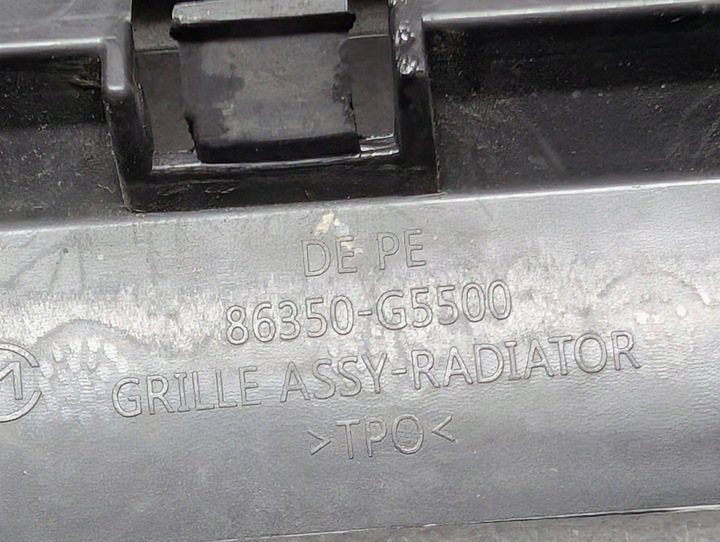 DE PE
86350-G5500
GRILLE ASSY-RADIATOR
>TPO<